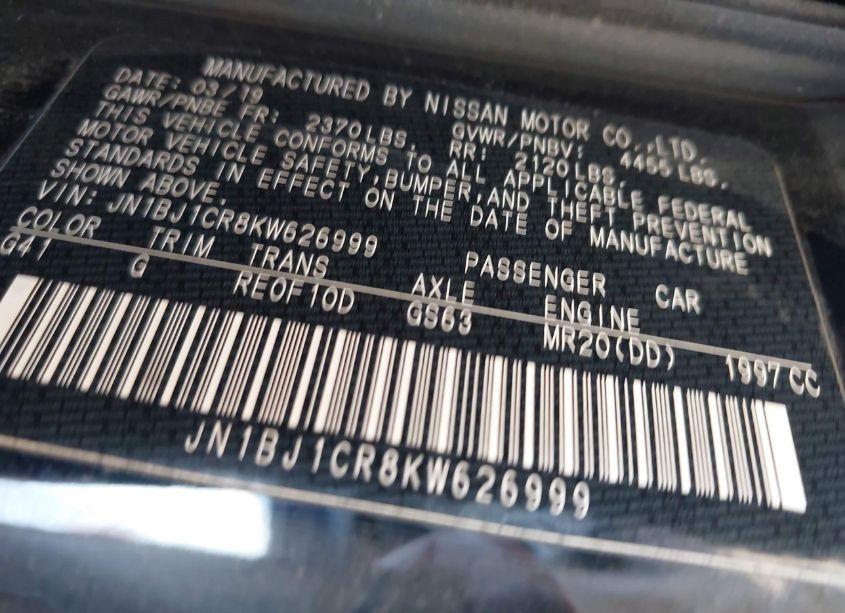 MANUFACTURED BY NISSAN MOTOR CO.,LTD.
DATE: 03/19 GVWR/PNBV: 4465 LBS.
GAWR/PNBE FR: 2370LBS. RR: 2120LBS.
THIS VEHICLE CONFORMS TO ALL APPLICABLE FEDERAL
MOTOR VEHICLE SAFETY,BUMPER,AND THEFT PREVENTION
STANDARDS IN EFFECT ON THE DATE OF MANUFACTURE
SHOWN ABOVE.
VIN: JN1BJ1CR8KW626999 PASSENGER CAR
COLOR TRIM TRANS AXLE ENGINE
G41 G RE0F10D GS63 MR20(DD) 1997CC
JN1BJ1CR8KW626999